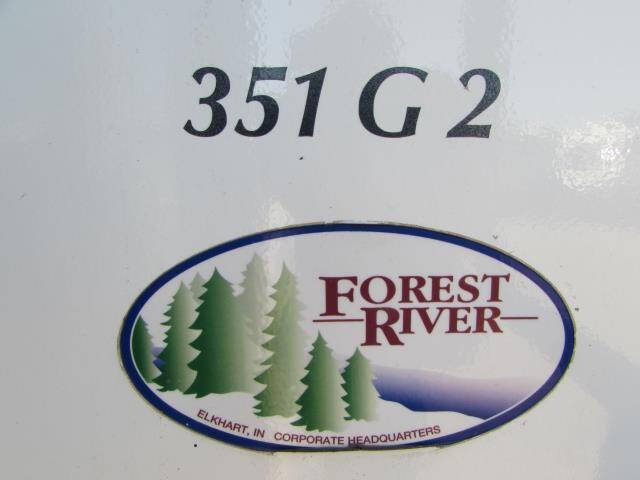 351 G 2
FOREST
RIVER
ELKHART, IN CORPORATE HEADQUARTERS